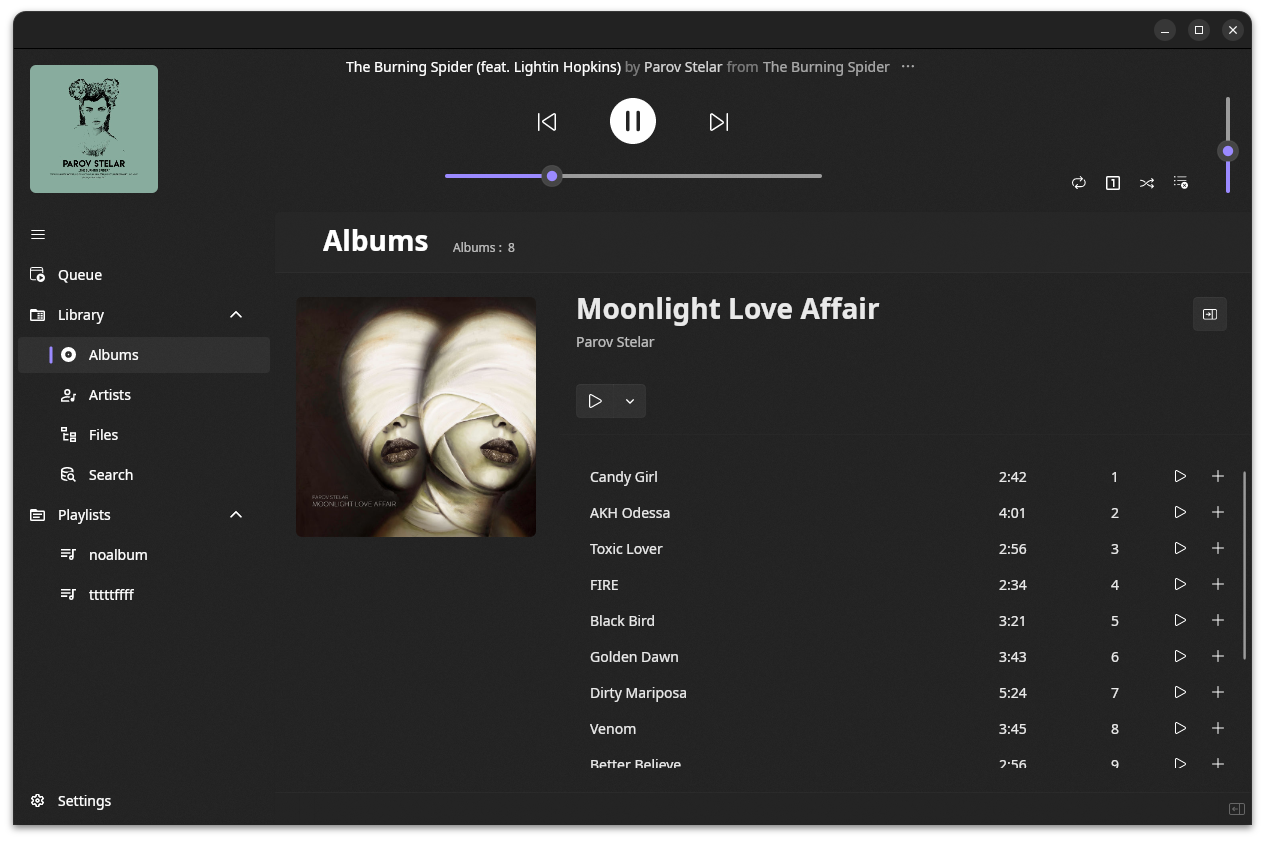 The Burning Spider (feat. Lightin Hopkins) by Parov Stelar from The Burning Spider ···
PAROV STELAR
Albums Albums : 8
Queue
Library
Albums
Artists
Files
Search
Playlists
noalbum
tttttffff
Settings
PAROV STELAR
MOONLIGHT LOVE AFFAIR
Moonlight Love Affair
Parov Stelar
Candy Girl 2:42 1
AKH Odessa 4:01 2
Toxic Lover 2:56 3
FIRE 2:34 4
Black Bird 3:21 5
Golden Dawn 3:43 6
Dirty Mariposa 5:24 7
Venom 3:45 8
Better Believe 2:56 9